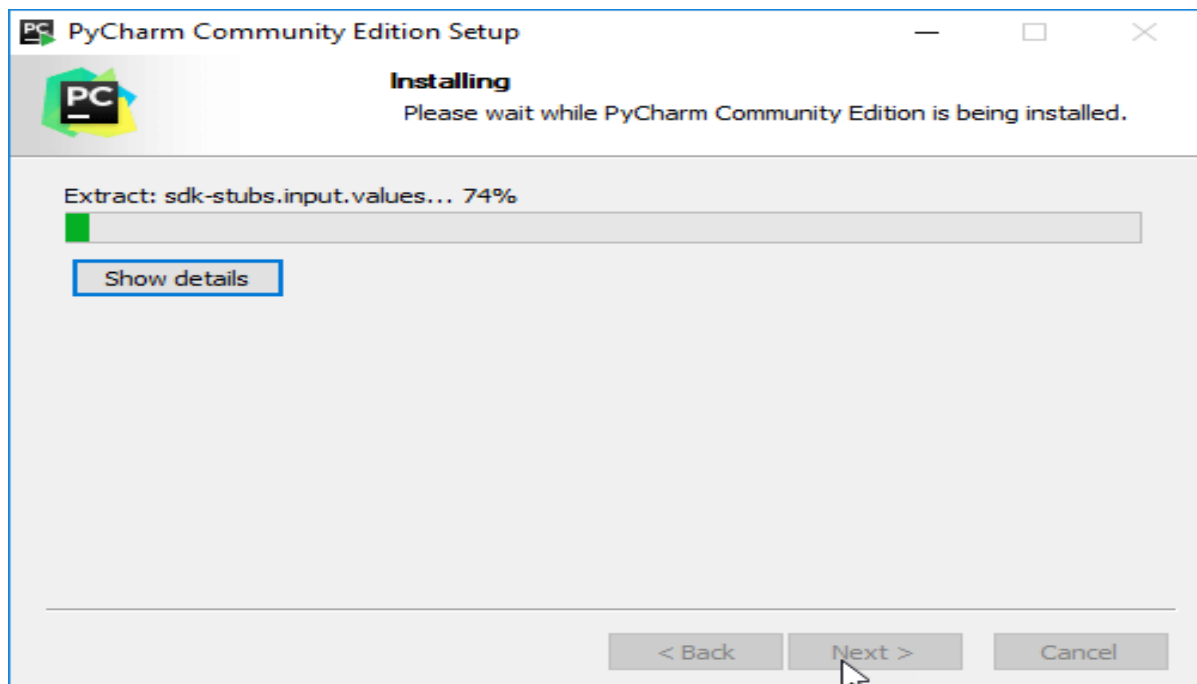 PC PyCharm Community Edition Setup
PC
Installing
Please wait while PyCharm Community Edition is being installed.
Extract: sdk-stubs.input.values... 74%
Show details
< Back Next > Cancel